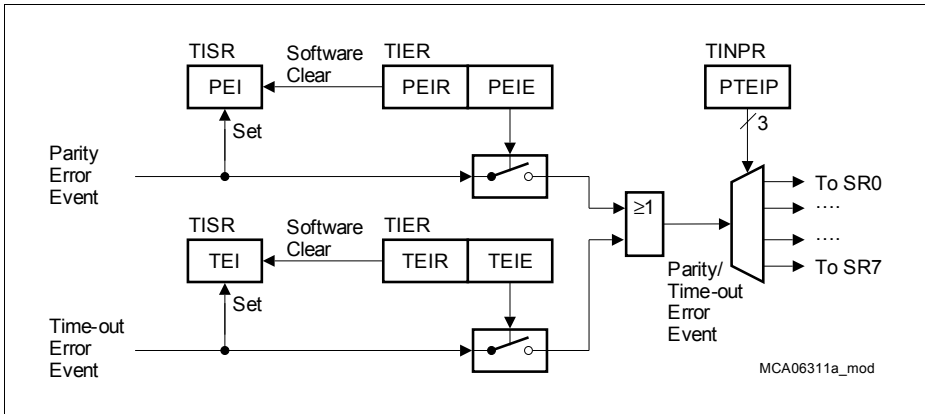 TISR
Software
Clear
TIER
TINPR
PEI
PEIR
PEIE
PTEIP
Set
3
Parity
Error
Event
To SR0
....
≥1
....
To SR7
TISR
Software
Clear
TIER
TEI
TEIR
TEIE
Parity/
Time-out
Error
Event
Set
Time-out
Error
Event
MCA06311a_mod